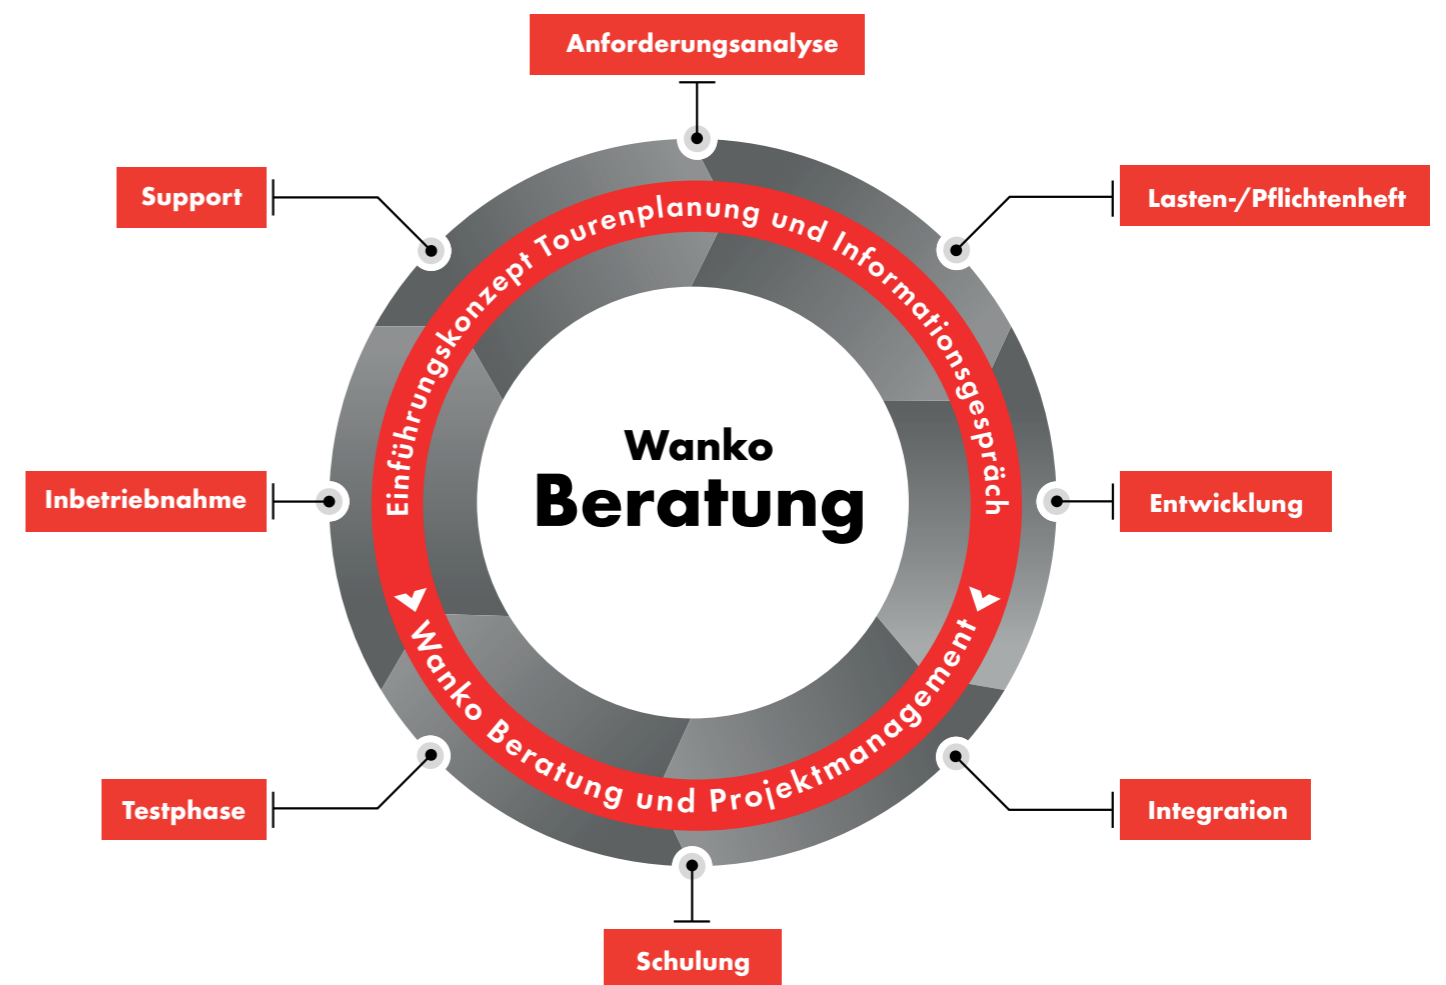 Anforderungsanalyse
Lasten-/Pflichtenheft
Entwicklung
Integration
Schulung
Testphase
Inbetriebnahme
Support
Einführungskonzept Tourenplanung und Informationsgespräch
Wanko Beratung und Projektmanagement
Wanko
Beratung